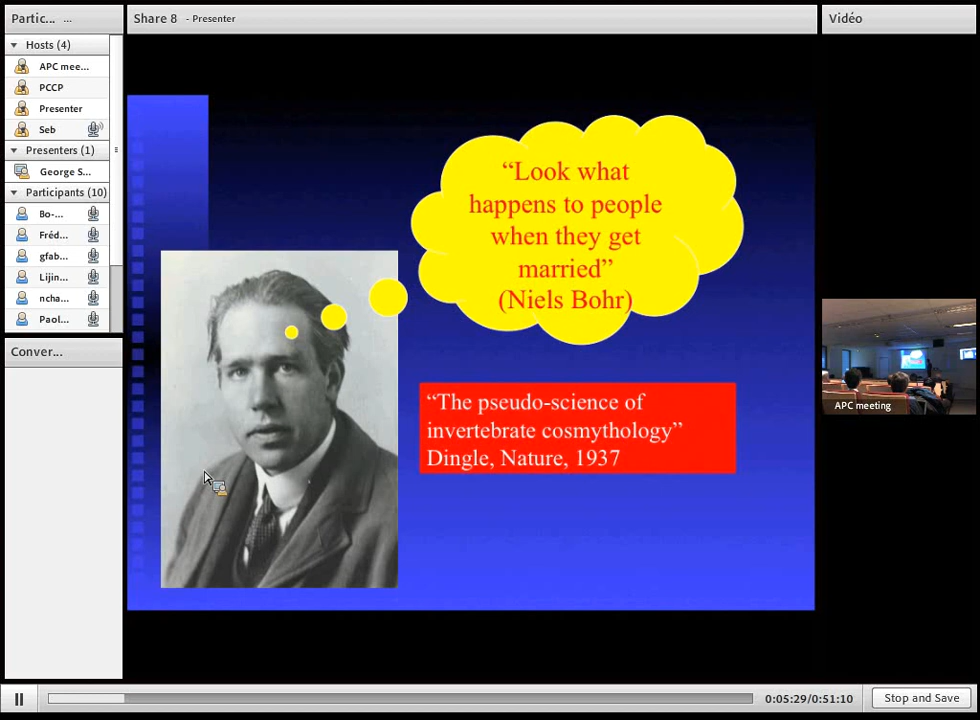 Partic... ...
Hosts (4)
APC mee...
PCCP
Presenter
Seb
Presenters (1)
George S...
Participants (10)
Bo-...
Fréd...
gfab...
Lijin...
ncha...
Paol...
Conver...
Share 8 - Presenter
“Look what
happens to people
when they get
married”
(Niels Bohr)
“The pseudo-science of
invertebrate cosmythology”
Dingle, Nature, 1937
Vidéo
APC meeting
0:05:29/0:51:10
Stop and Save